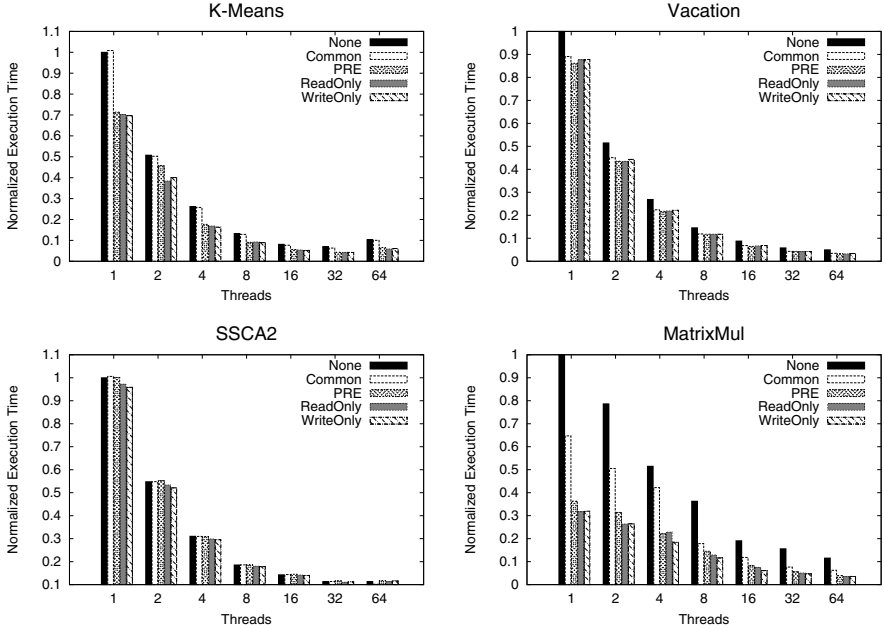 K-Means
1.1
1
0.9
0.8
0.7
0.6
0.5
0.4
0.3
0.2
0.1
0
Normalized Execution Time
None
Common
PRE
ReadOnly
WriteOnly
1 2 4 8 16 32 64
Threads
Vacation
1
0.9
0.8
0.7
0.6
0.5
0.4
0.3
0.2
0.1
0
Normalized Execution Time
None
Common
PRE
ReadOnly
WriteOnly
1 2 4 8 16 32 64
Threads
SSCA2
1.1
1
0.9
0.8
0.7
0.6
0.5
0.4
0.3
0.2
0.1
Normalized Execution Time
None
Common
PRE
ReadOnly
WriteOnly
1 2 4 8 16 32 64
Threads
MatrixMul
1
0.9
0.8
0.7
0.6
0.5
0.4
0.3
0.2
0.1
0
Normalized Execution Time
None
Common
PRE
ReadOnly
WriteOnly
1 2 4 8 16 32 64
Threads